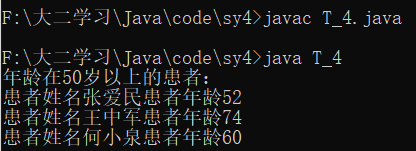 F:\大二学习\Java\code\sy4>javac T_4.java
F:\大二学习\Java\code\sy4>java T_4
年龄在50岁以上的患者:
患者姓名张爱民患者年龄52
患者姓名王中军患者年龄74
患者姓名何小泉患者年龄60